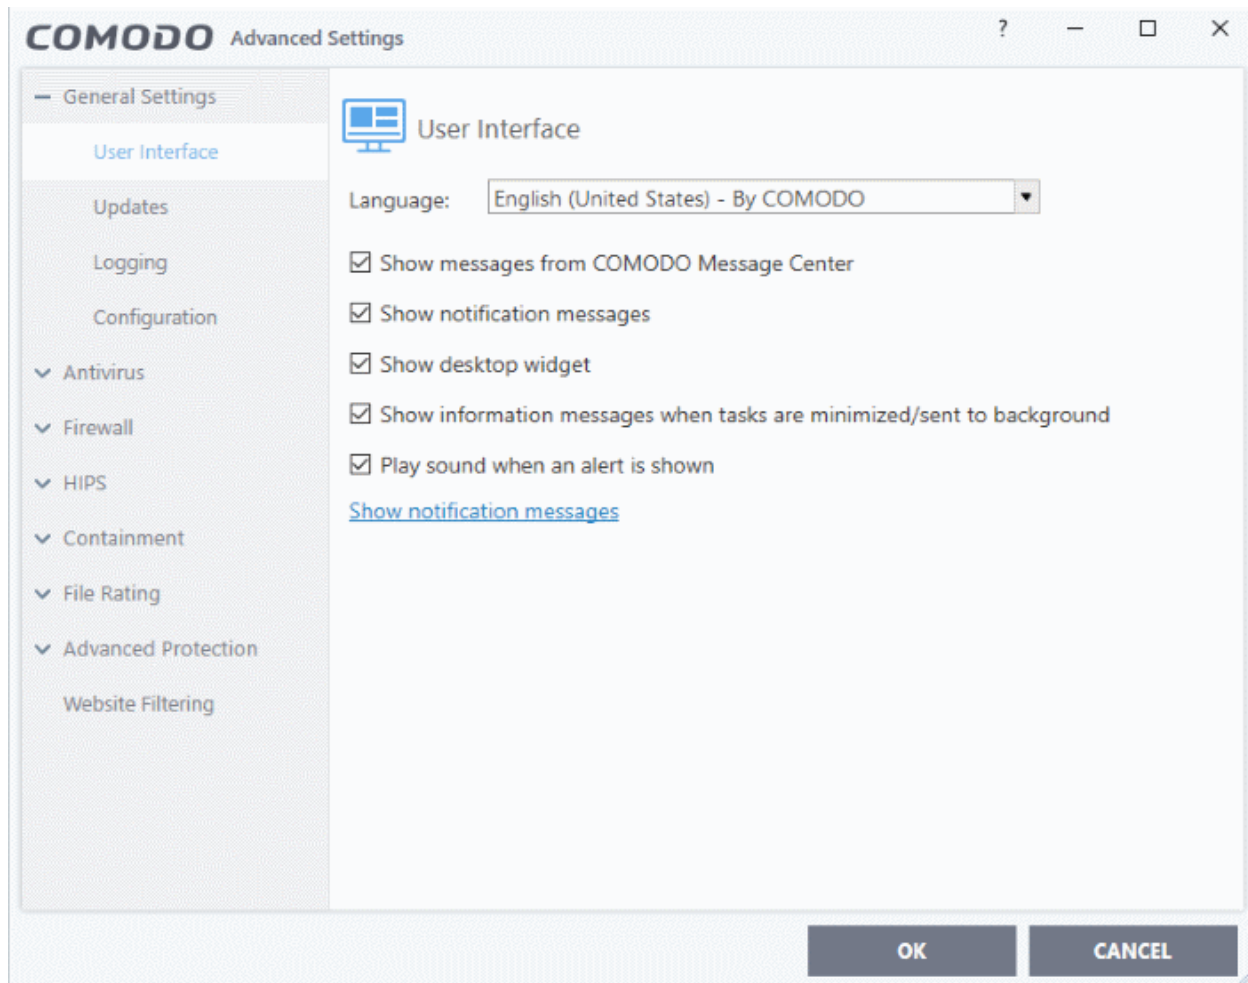 COMODO Advanced Settings ?
General Settings
User Interface
Updates
Logging
Configuration
Antivirus
Firewall
HIPS
Containment
File Rating
Advanced Protection
Website Filtering
User Interface
Language: English (United States) - By COMODO
Show messages from COMODO Message Center
Show notification messages
Show desktop widget
Show information messages when tasks are minimized/sent to background
Play sound when an alert is shown
Show notification messages
OK CANCEL